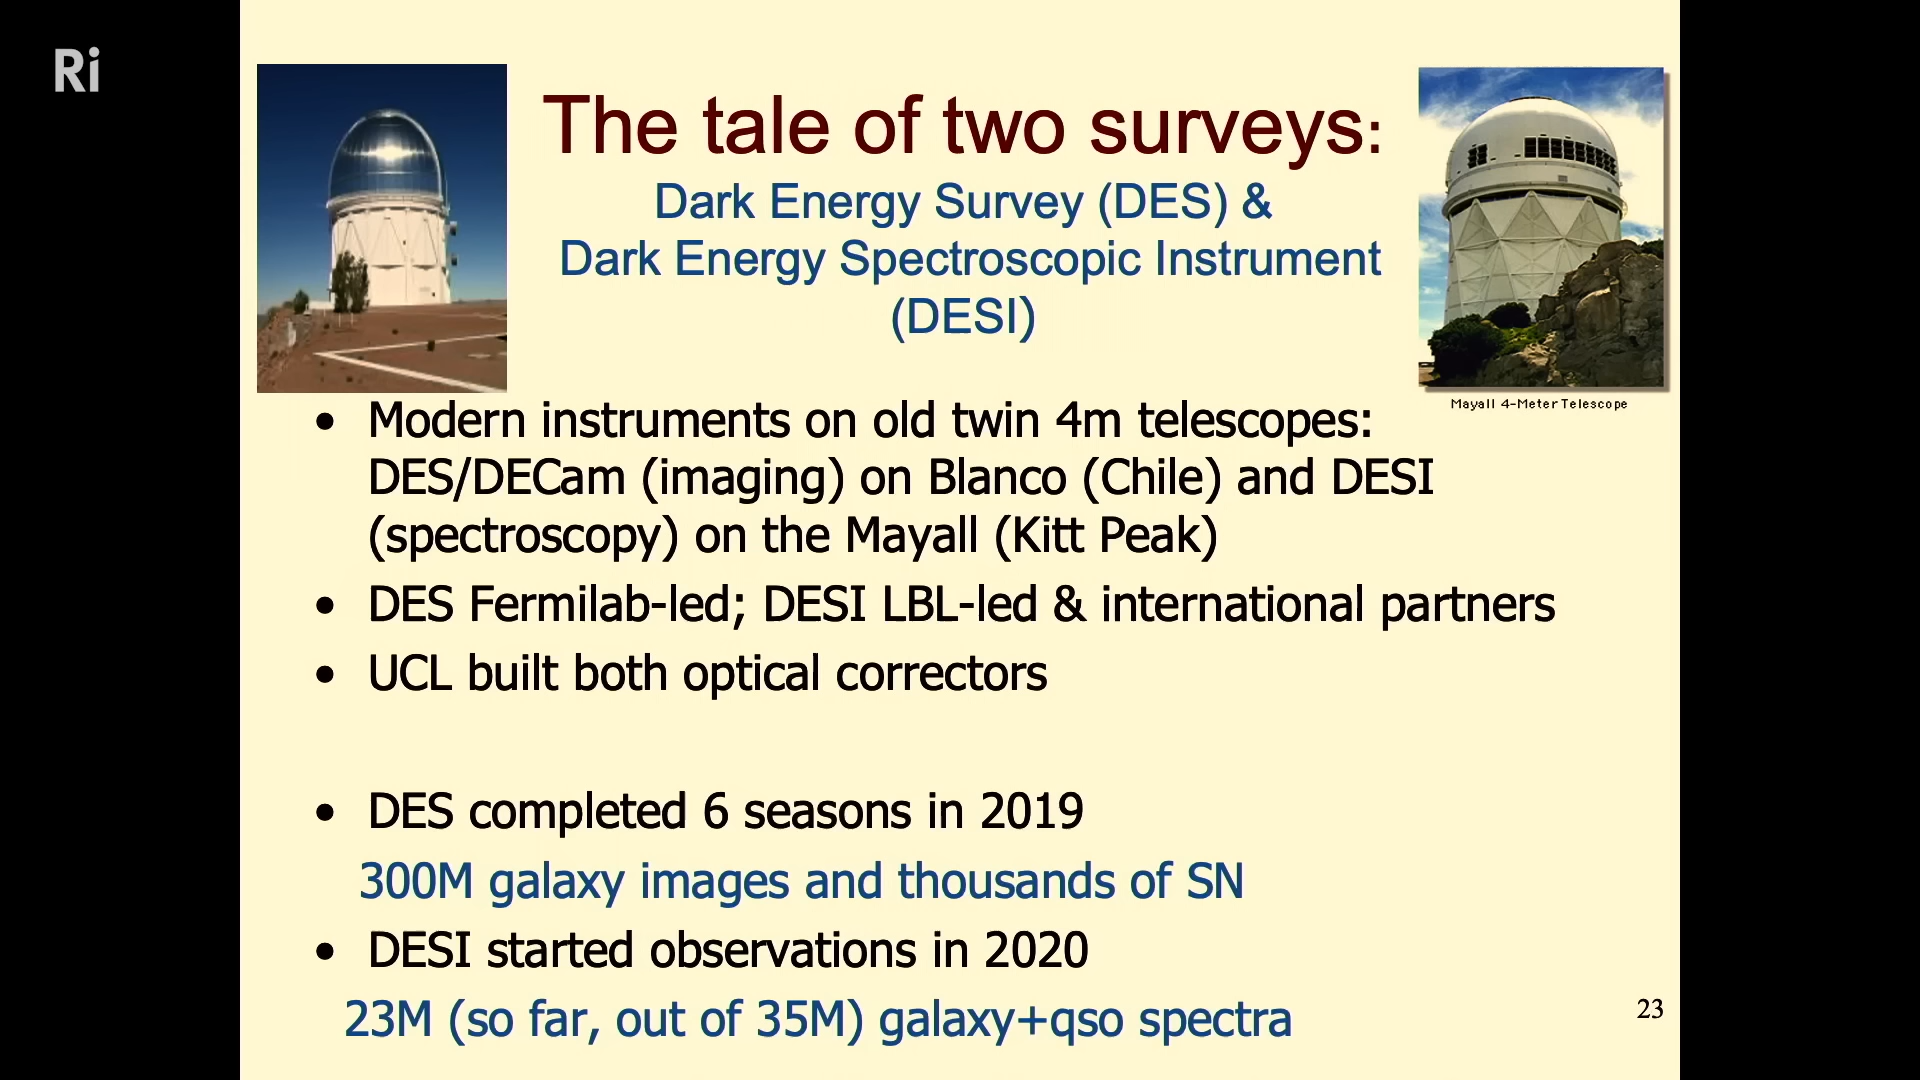 Ri
The tale of two surveys:
Dark Energy Survey (DES) &
Dark Energy Spectroscopic Instrument
(DESI)
Mayall 4-Meter Telescope
• Modern instruments on old twin 4m telescopes:
DES/DECam (imaging) on Blanco (Chile) and DESI
(spectroscopy) on the Mayall (Kitt Peak)
• DES Fermilab-led; DESI LBL-led & international partners
• UCL built both optical correctors
• DES completed 6 seasons in 2019
300M galaxy images and thousands of SN
• DESI started observations in 2020
23M (so far, out of 35M) galaxy+qso spectra
23